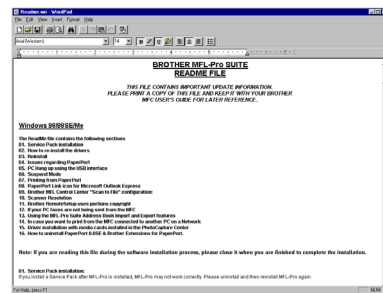 Readme.wri - WordPad
File Edit View Insert Format Help
Arial (Western) 14
BROTHER MFL-Pro SUITE
README FILE
THIS FILE CONTAINS IMPORTANT UPDATE INFORMATION.
PLEASE PRINT A COPY OF THIS FILE AND KEEP IT WITH YOUR BROTHER
MFC USER'S GUIDE FOR LATER REFERENCE.
Windows 98/98SE/Me
The ReadMe file contains the following sections
01. Service Pack installation
02. How to re-install the drivers
03. Reinstall
04. Issues regarding PaperPort
05. PC Hang up using the USB interface
06. Suspend Mode
07. Printing from PaperPort
08. PaperPort Link icon for Microsoft Outlook Express
09. Brother MFL Control Center "Scan to File" configuration:
10. Scanner Resolution
11. Brother RemoteSetup uses portions copyright
12. If your PC faxes are not being sent from the MFC
13. Using the MFL-Pro Suite Address Book Import and Export features
14. In case you want to print from the MFC connected to another PC on a Network
15. Driver installation with media cards installed in the PhotoCapture Center
16. How to uninstall PaperPort 8.0SE & Brother Extensions for PaperPort.
Note: If you are reading this file during the software installation process, please close it when you are finished to complete the installation.
01. Service Pack installation:
If you install a Service Pack after MFL-Pro is installed, MFL-Pro may not work correctly. Please uninstall and then reinstall MFL-Pro again.
For Help, press F1
NUM